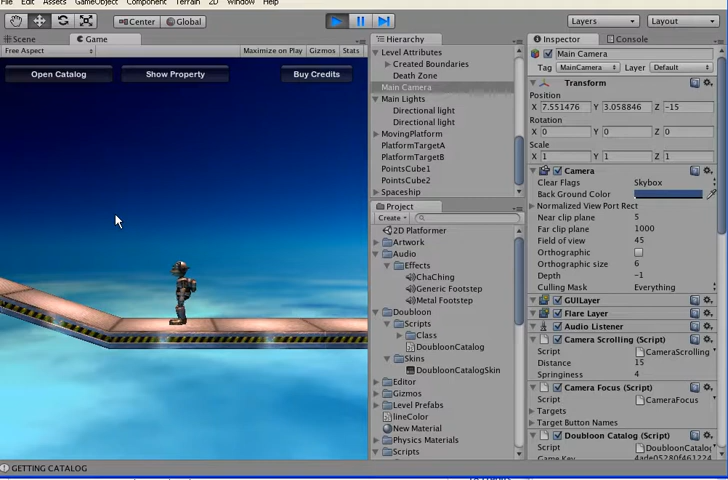 File Edit Assets GameObject Component Terrain 2D Window Help
Center Global Layers Layout
Scene Game
Free Aspect Maximize on Play Gizmos Stats
Open Catalog Show Property Buy Credits
GETTING CATALOG
Hierarchy
Level Attributes
Created Boundaries
Death Zone
Main Camera
Main Lights
Directional light
Directional light
MovingPlatform
PlatformTargetA
PlatformTargetB
PointsCube1
PointsCube2
Spaceship
Project
Create
2D Platformer
Artwork
Audio
Effects
ChaChing
Generic Footstep
Metal Footstep
Doubloon
Scripts
Class
DoubloonCatalog
Skins
DoubloonCatalogSkin
Editor
Gizmos
Level Prefabs
lineColor
New Material
Physics Materials
Scripts
Inspector Console
Main Camera
Tag MainCamera Layer Default
Transform
Position
X 7.551476 Y 3.058846 Z -15
Rotation
X 0 Y 0 Z 0
Scale
X 1 Y 1 Z 1
Camera
Clear Flags Skybox
Back Ground Color
Normalized View Port Rect
Near clip plane 5
Far clip plane 1000
Field of view 45
Orthographic
Orthographic size 6
Depth -1
Culling Mask Everything
GUILayer
Flare Layer
Audio Listener
Camera Scrolling (Script)
Script CameraScrolling
Distance 15
Springiness 4
Camera Focus (Script)
Script CameraFocus
Targets
Target Button Names
Doubloon Catalog (Script)
Script DoubloonCatalog